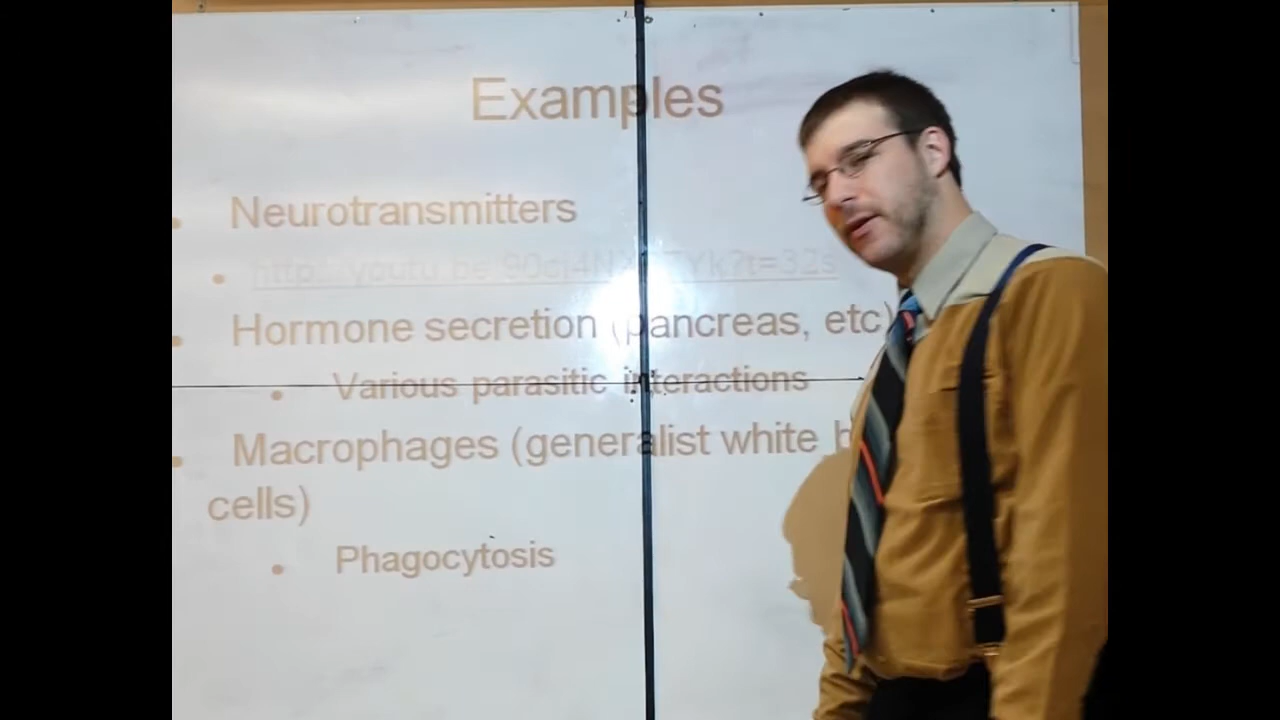 Examples
Neurotransmitters
Hormone secretion (pancreas, etc)
Various parasitic interactions
Macrophages (generalist white
cells)
Phagocytosis